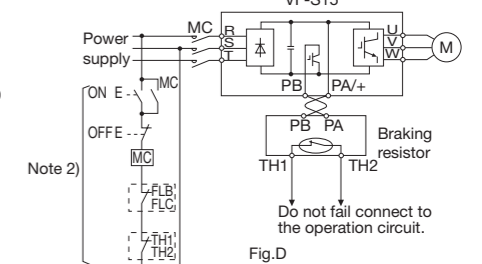 VF-S15
Power
supply
MC
R
S
T
U
V
W
M
PB PA/+
ON E
MC
OFF E
MC
Note 2)
FLB
FLC
TH1
TH2
PB PA
Braking
resistor
TH1
TH2
Do not fail connect to
the operation circuit.
Fig.D